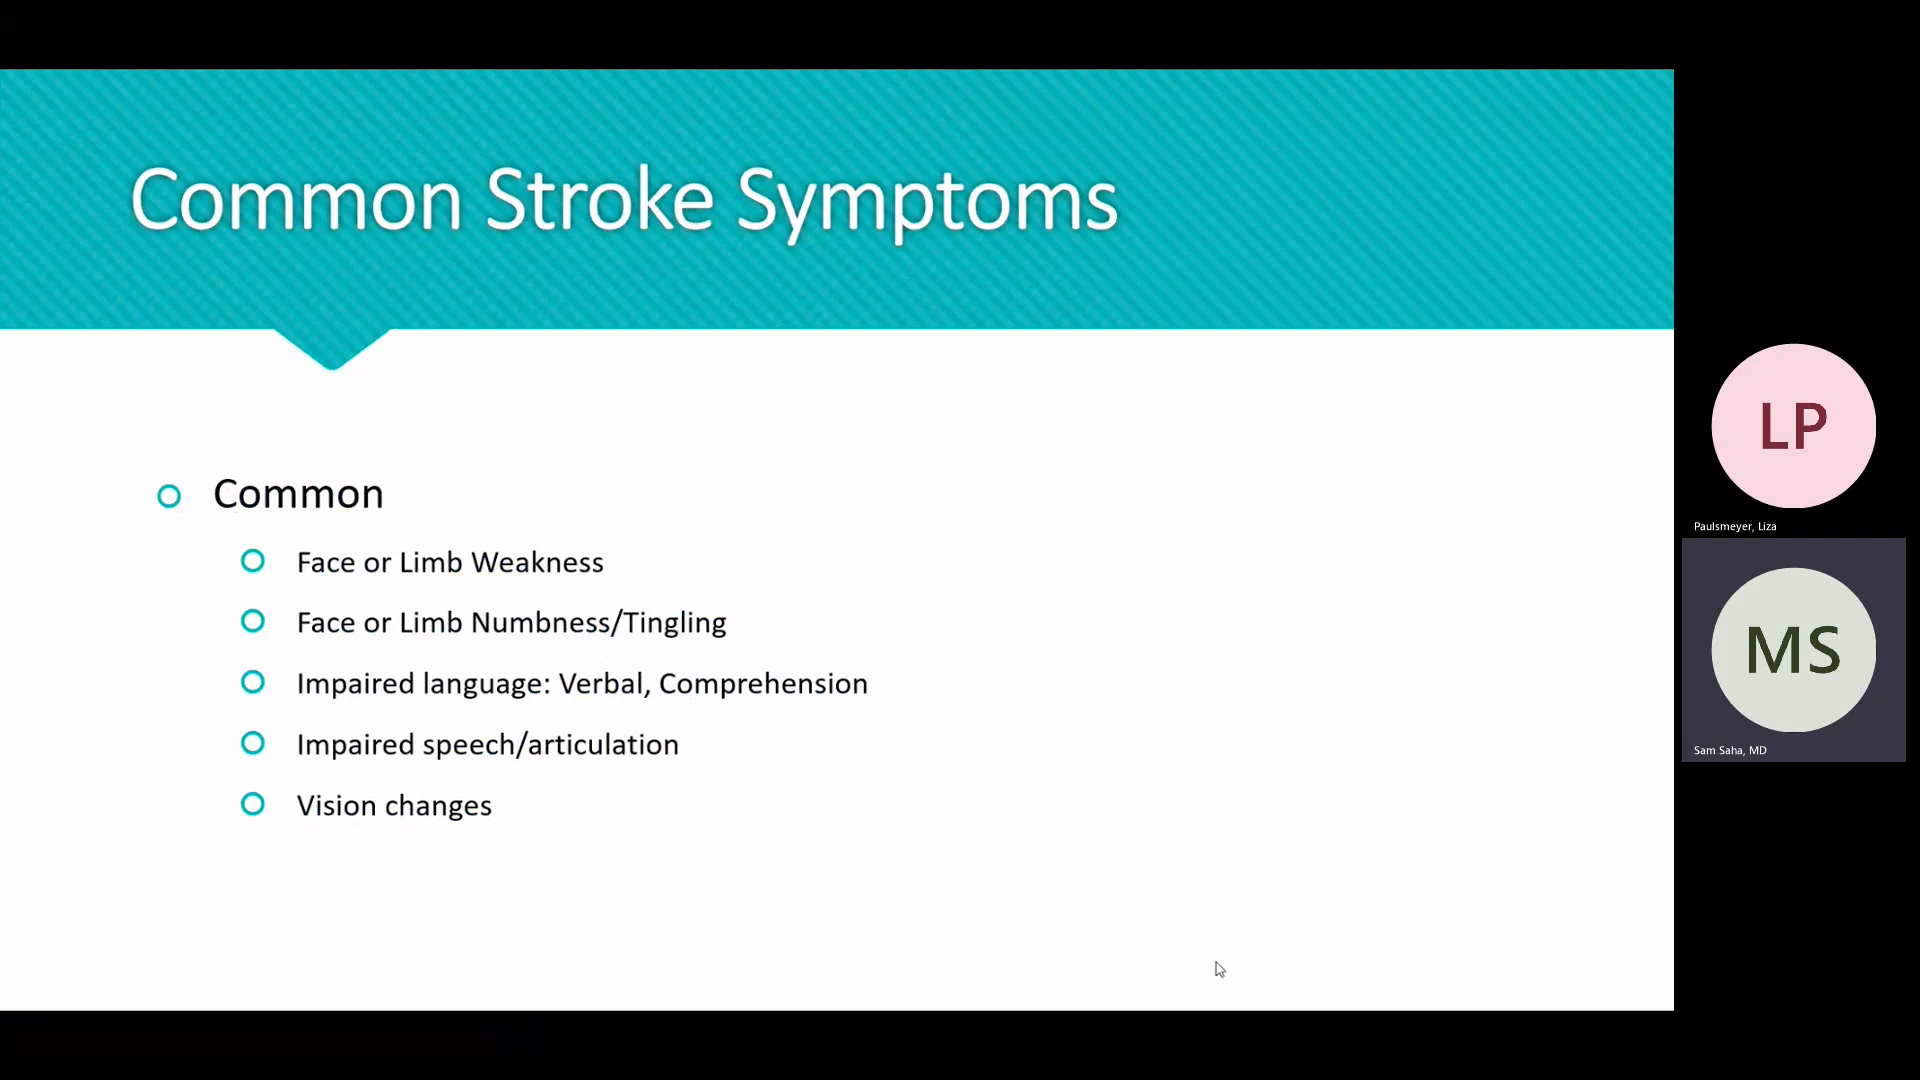 Common Stroke Symptoms
Common
Face or Limb Weakness
Face or Limb Numbness/Tingling
Impaired language: Verbal, Comprehension
Impaired speech/articulation
Vision changes
LP
Paulsmeyer, Liza
MS
Sam Saha, MD